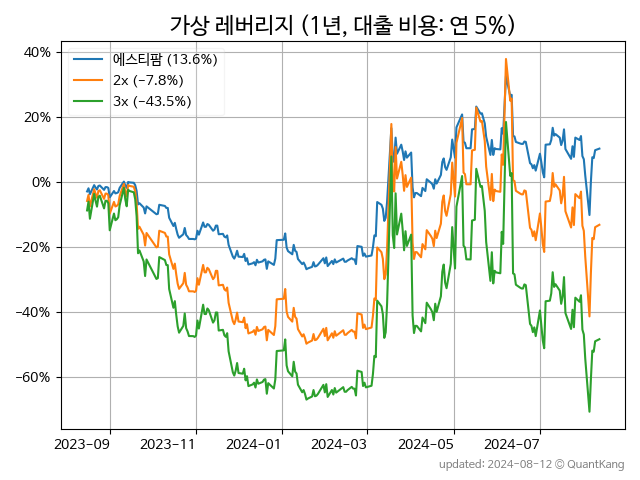 가상 레버리지 (1년, 대출 비용: 연 5%)
에스티팜 (13.6%)
2x (−7.8%)
3x (−43.5%)
40%
20%
0%
−20%
−40%
−60%
2023-09 2023-11 2024-01 2024-03 2024-05 2024-07
updated: 2024-08-12 © QuantKang